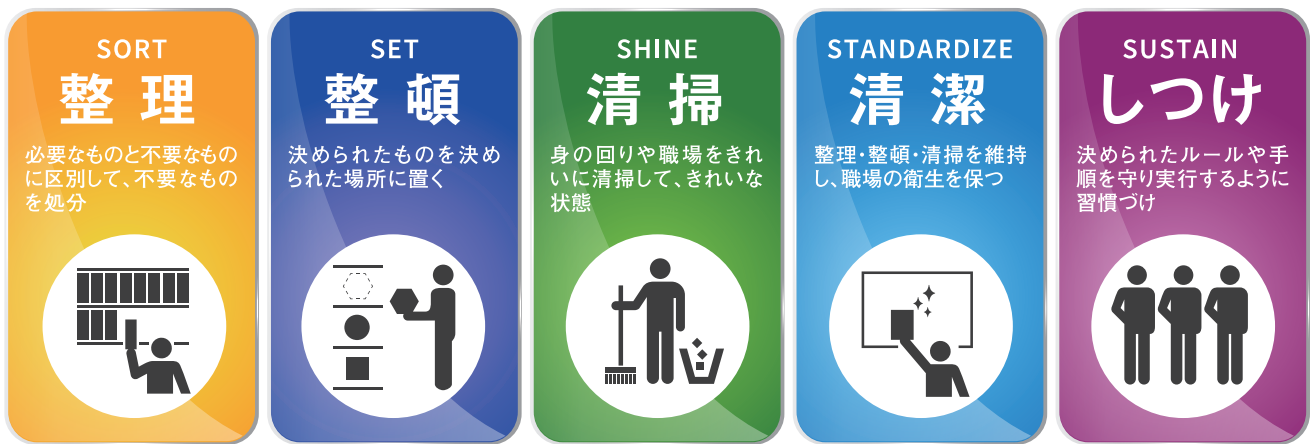 SORT
整理
必要なものと不要なもの
に区別して、不要なもの
を処分
SET
整頓
決められたものを決め
られた場所に置く
SHINE
清掃
身の回りや職場をきれ
いに清掃して、きれいな
状態
STANDARDIZE
清潔
整理・整頓・清掃を維持
し、職場の衛生を保つ
SUSTAIN
しつけ
決められたルールや手
順を守り実行するように
習慣づけ